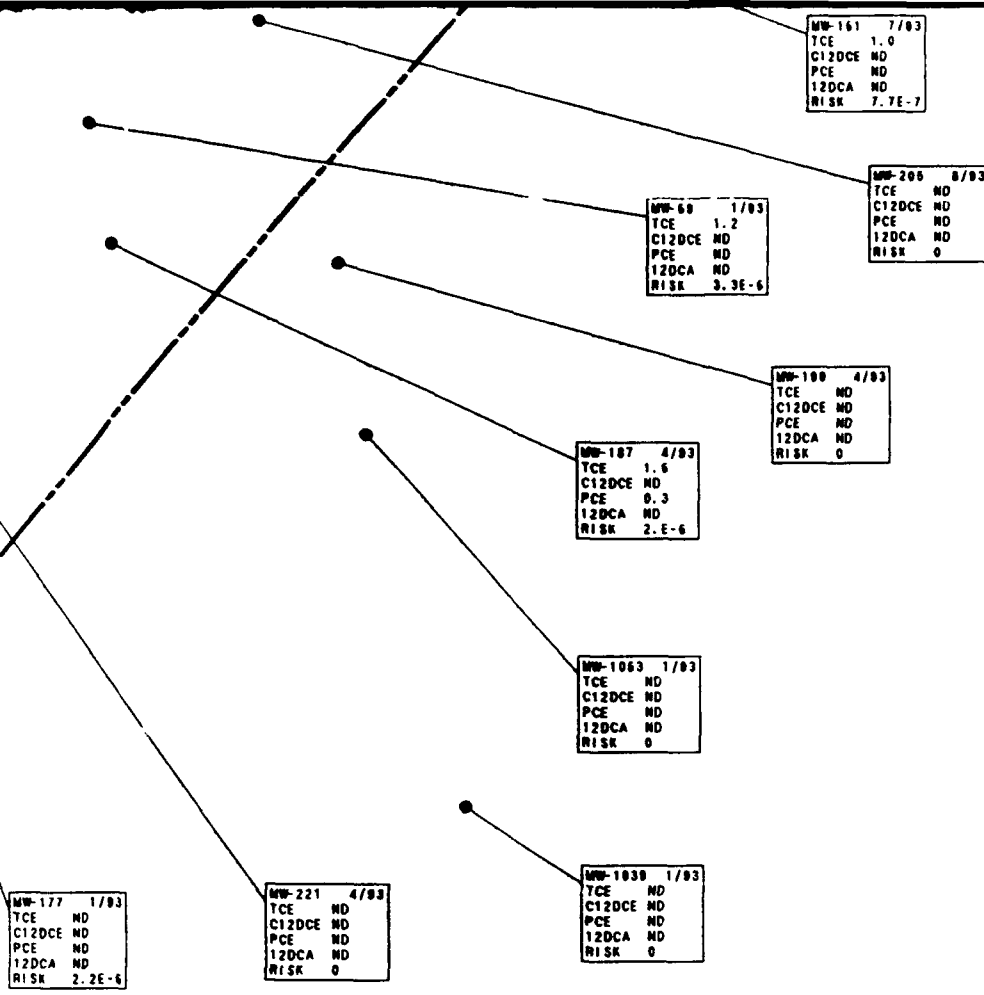 MW-161 7/93
TCE 1.0
C12DCE ND
PCE ND
12DCA ND
RISK 7.7E-7
MW-205 8/93
TCE ND
C12DCE ND
PCE ND
12DCA ND
RISK 0
MW-68 1/93
TCE 1.2
C12DCE ND
PCE ND
12DCA ND
RISK 3.3E-6
MW-199 4/93
TCE ND
C12DCE ND
PCE ND
12DCA ND
RISK 0
MW-187 4/93
TCE 1.6
C12DCE ND
PCE 0.3
12DCA ND
RISK 2.E-6
MW-1063 1/93
TCE ND
C12DCE ND
PCE ND
12DCA ND
RISK 0
MW-1039 1/93
TCE ND
C12DCE ND
PCE ND
12DCA ND
RISK 0
MW-221 4/93
TCE ND
C12DCE ND
PCE ND
12DCA ND
RISK 0
MW-177 1/93
TCE ND
C12DCE ND
PCE ND
12DCA ND
RISK 2.2E-6